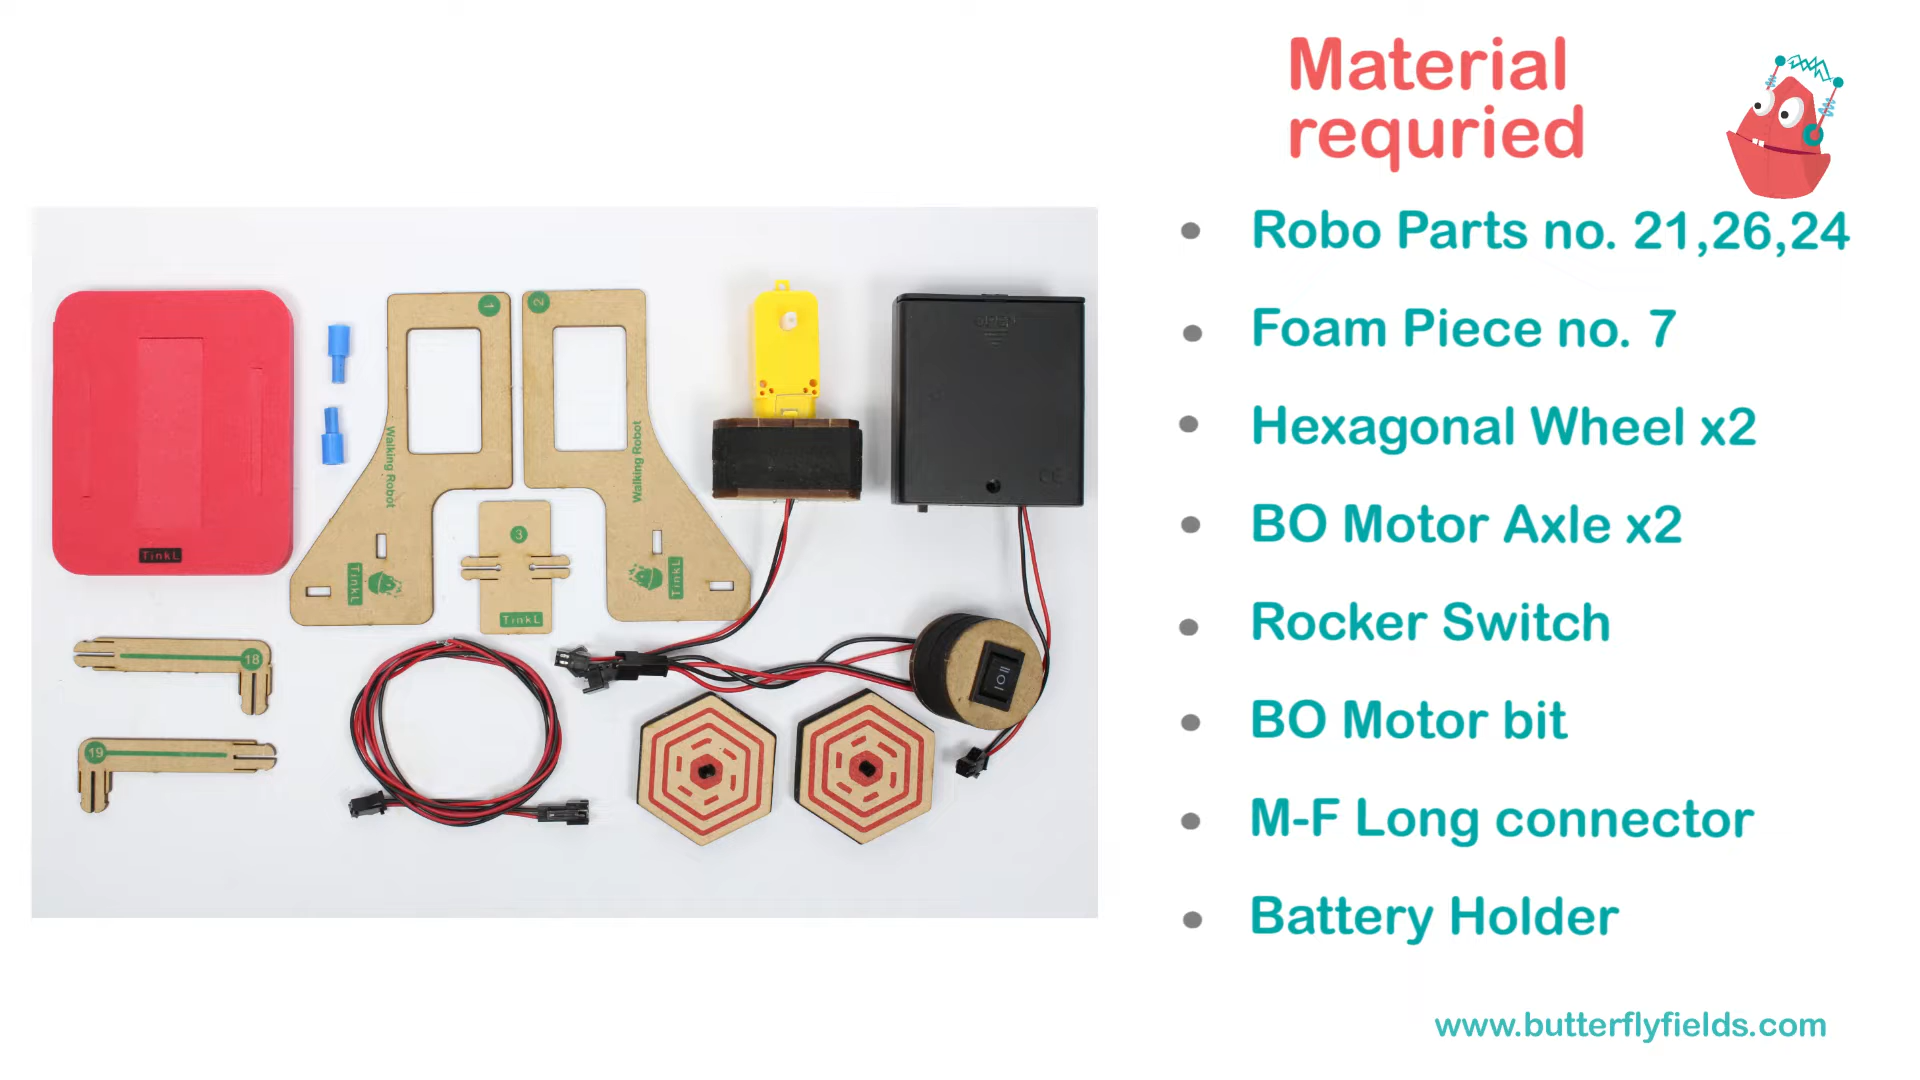 Material
requried
Robo Parts no. 21,26,24
Foam Piece no. 7
Hexagonal Wheel x2
BO Motor Axle x2
Rocker Switch
BO Motor bit
M-F Long connector
Battery Holder
www.butterflyfields.com
TinkL
1
Walking Robot
TinkL
2
Walking Robot
TinkL
3
TinkL
OPEN
CE
18
19